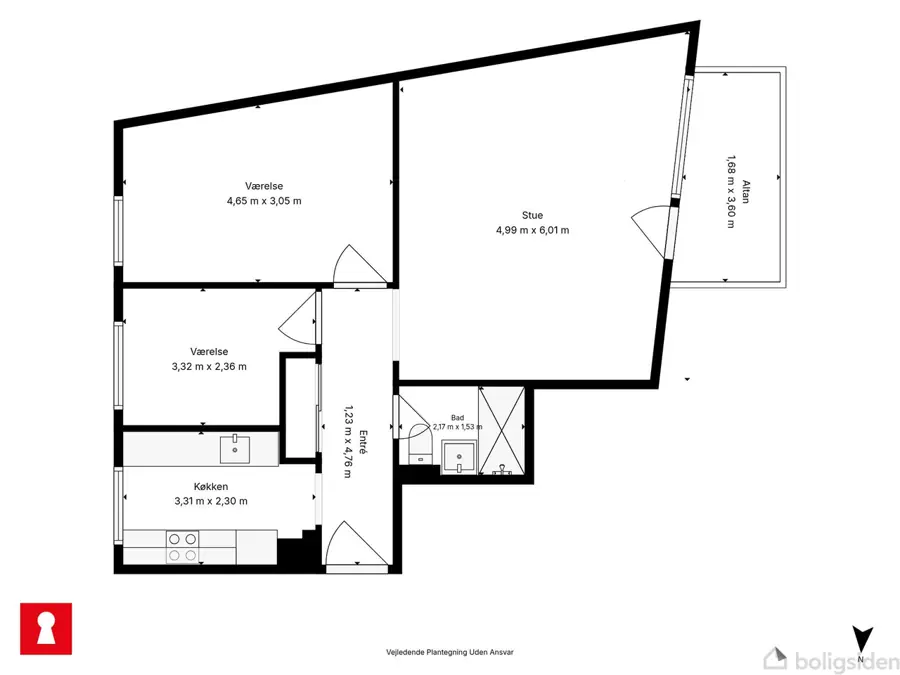 Værelse
4,65 m x 3,05 m
Stue
4,99 m x 6,01 m
Altan
1,68 m x 3,60 m
Værelse
3,32 m x 2,36 m
Entré
1,23 m x 4,76 m
Bad
2,17 m x 1,53 m
Køkken
3,31 m x 2,30 m
Vejledende Plantegning Uden Ansvar
N
boligsiden